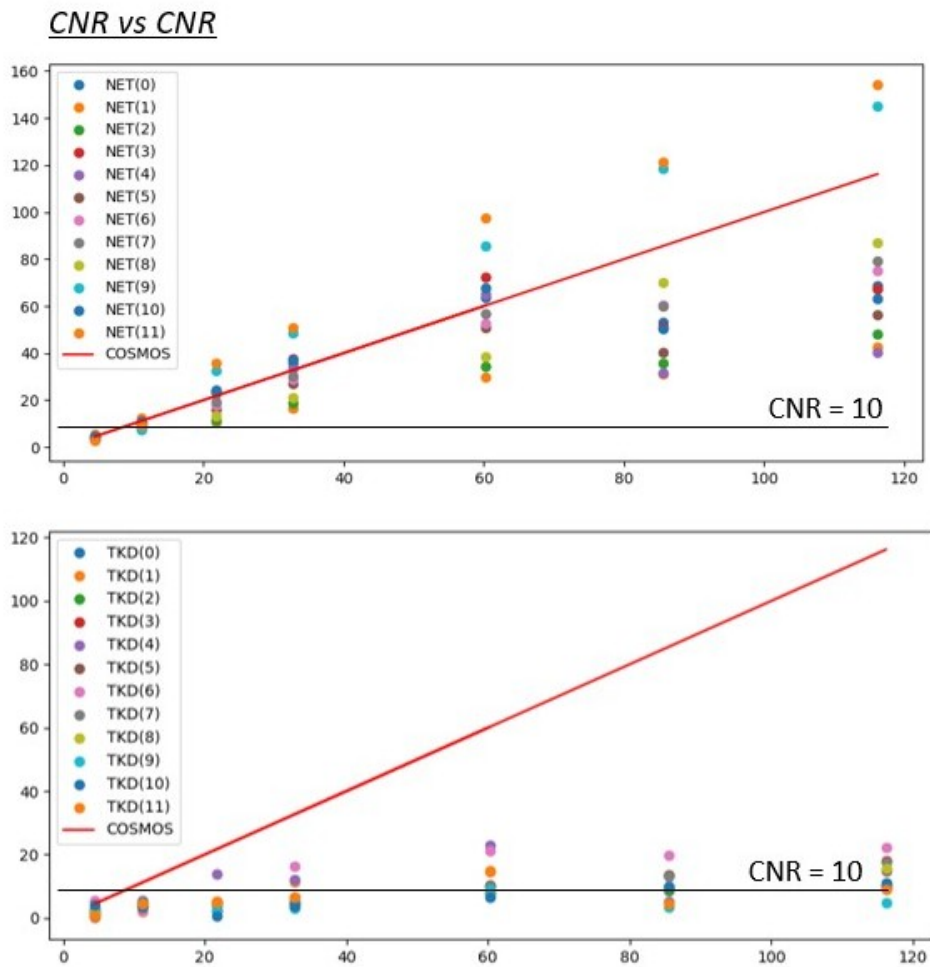 CNR vs CNR
160
140
120
100
80
60
40
20
0
NET(0)
NET(1)
NET(2)
NET(3)
NET(4)
NET(5)
NET(6)
NET(7)
NET(8)
NET(9)
NET(10)
NET(11)
COSMOS
CNR = 10
0 20 40 60 80 100 120
120
100
80
60
40
20
0
TKD(0)
TKD(1)
TKD(2)
TKD(3)
TKD(4)
TKD(5)
TKD(6)
TKD(7)
TKD(8)
TKD(9)
TKD(10)
TKD(11)
COSMOS
CNR = 10
0 20 40 60 80 100 120